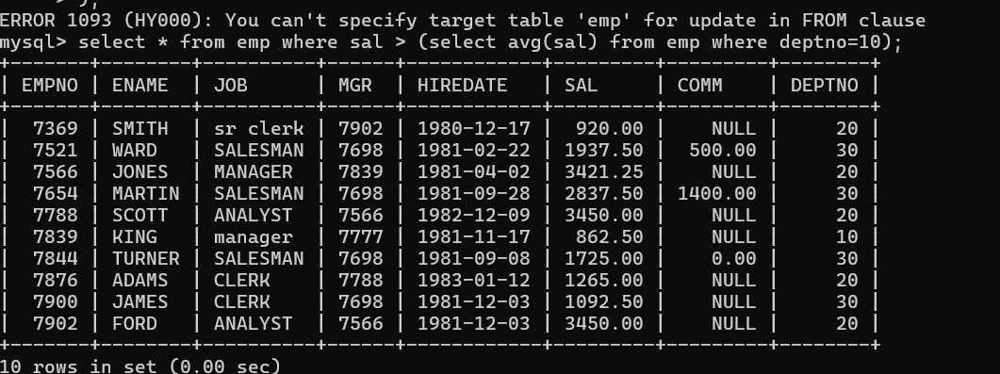 > );
ERROR 1093 (HY000): You can't specify target table 'emp' for update in FROM clause
mysql> select * from emp where sal > (select avg(sal) from emp where deptno=10);
+-------+--------+----------+------+------------+---------+---------+--------+
| EMPNO | ENAME  | JOB      | MGR  | HIREDATE   | SAL     | COMM    | DEPTNO |
+-------+--------+----------+------+------------+---------+---------+--------+
|  7369 | SMITH  | sr clerk | 7902 | 1980-12-17 |  920.00 |    NULL |     20 |
|  7521 | WARD   | SALESMAN | 7698 | 1981-02-22 | 1937.50 |  500.00 |     30 |
|  7566 | JONES  | MANAGER  | 7839 | 1981-04-02 | 3421.25 |    NULL |     20 |
|  7654 | MARTIN | SALESMAN | 7698 | 1981-09-28 | 2837.50 | 1400.00 |     30 |
|  7788 | SCOTT  | ANALYST  | 7566 | 1982-12-09 | 3450.00 |    NULL |     20 |
|  7839 | KING   | manager  | 7777 | 1981-11-17 |  862.50 |    NULL |     10 |
|  7844 | TURNER | SALESMAN | 7698 | 1981-09-08 | 1725.00 |    0.00 |     30 |
|  7876 | ADAMS  | CLERK    | 7788 | 1983-01-12 | 1265.00 |    NULL |     20 |
|  7900 | JAMES  | CLERK    | 7698 | 1981-12-03 | 1092.50 |    NULL |     30 |
|  7902 | FORD   | ANALYST  | 7566 | 1981-12-03 | 3450.00 |    NULL |     20 |
+-------+--------+----------+------+------------+---------+---------+--------+
10 rows in set (0.00 sec)